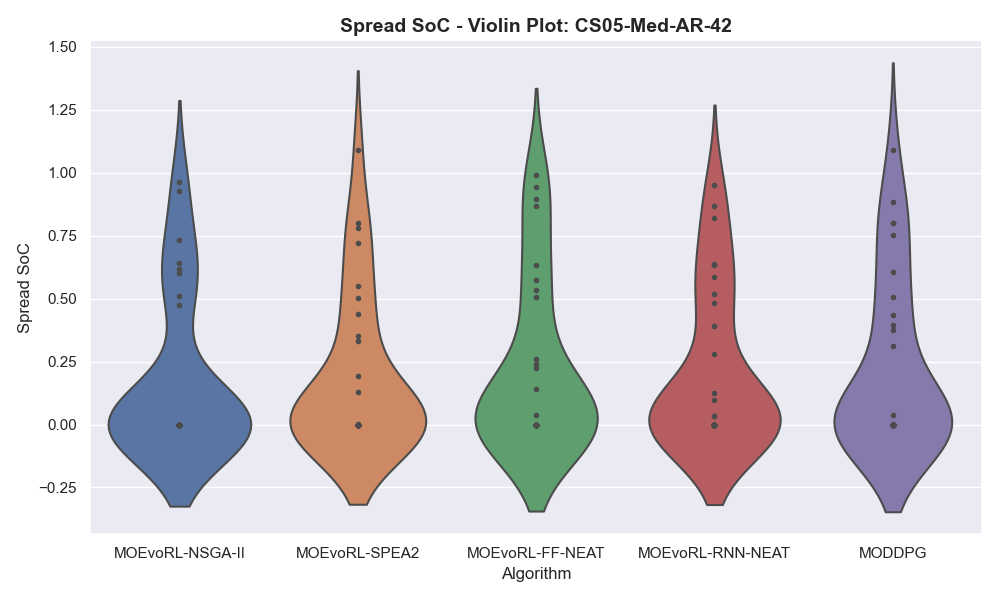 Spread SoC - Violin Plot: CS05-Med-AR-42
1.50
1.25
1.00
0.75
0.50
0.25
0.00
−0.25
Spread SoC
MOEvoRL-NSGA-II MOEvoRL-SPEA2 MOEvoRL-FF-NEAT MOEvoRL-RNN-NEAT MODDPG
Algorithm